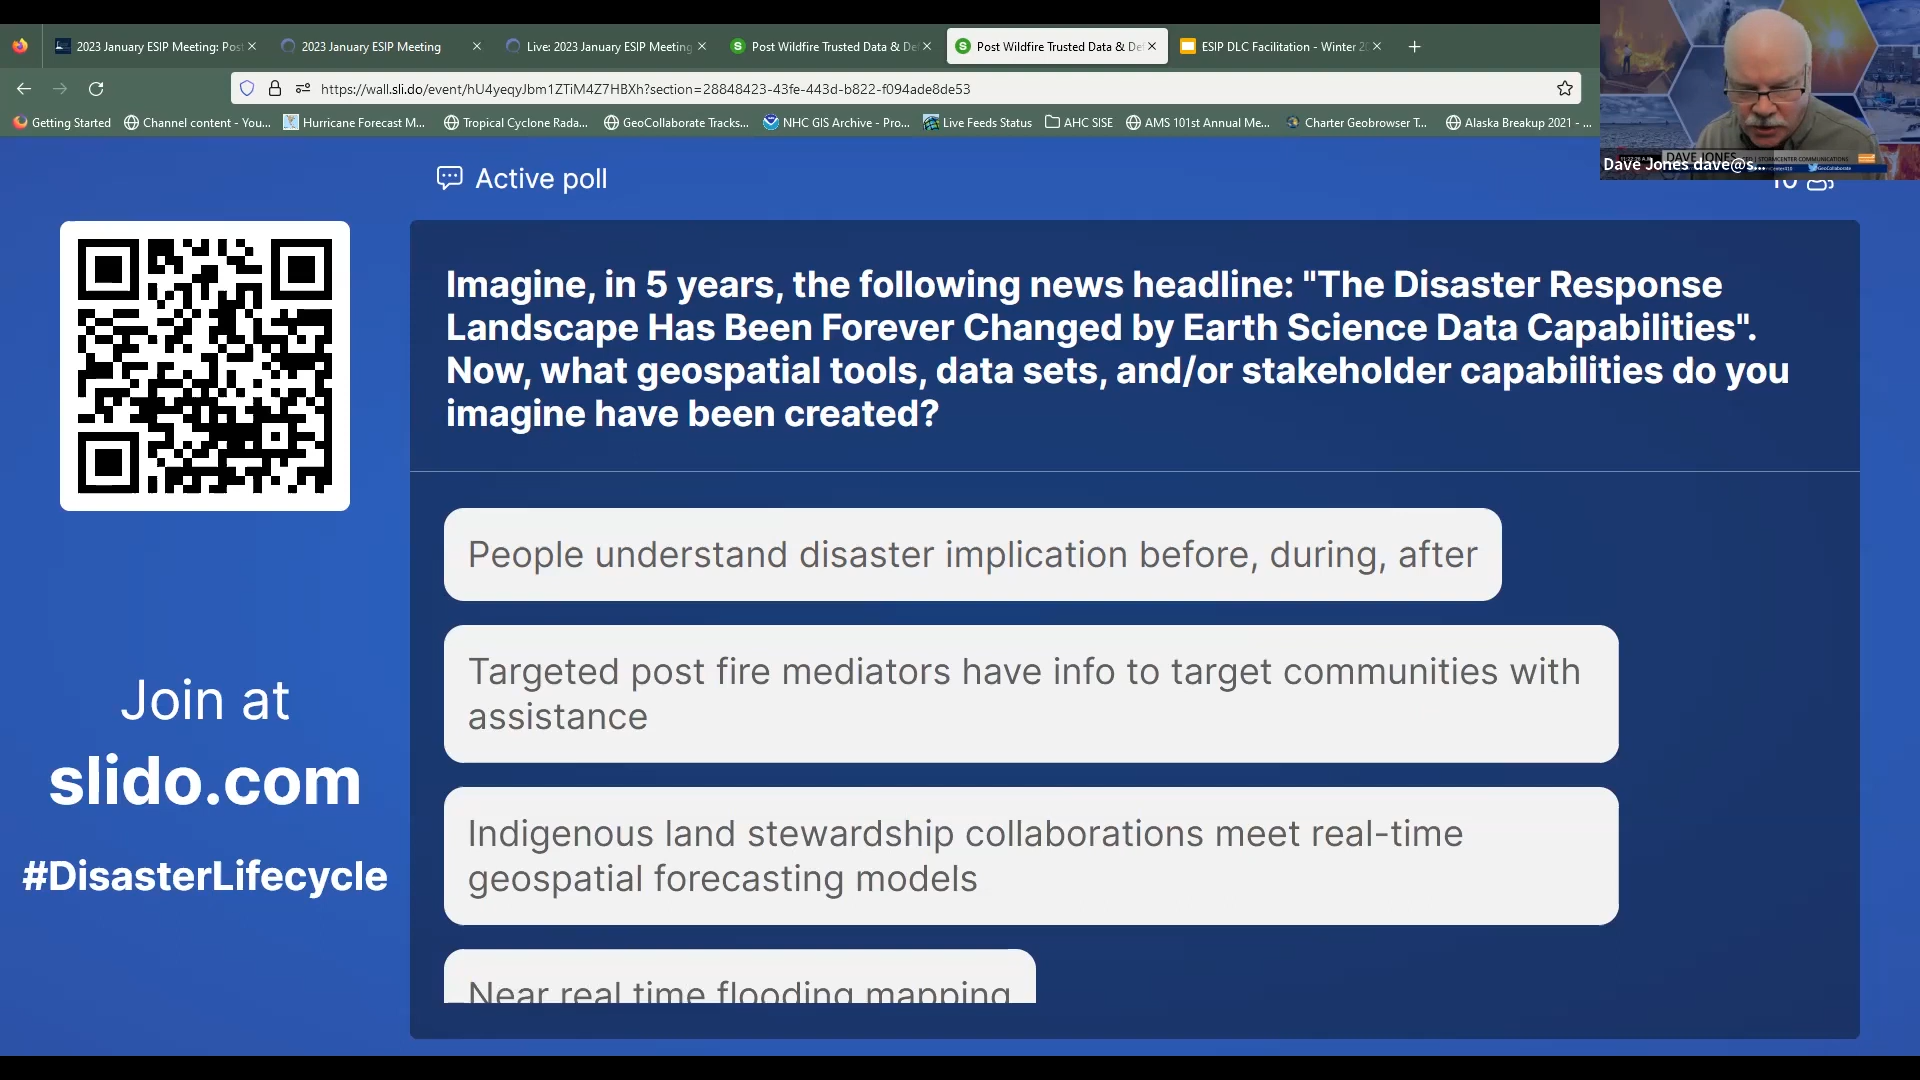 2023 January ESIP Meeting: Pos
2023 January ESIP Meeting
Live: 2023 January ESIP Meeting
Post Wildfire Trusted Data & De
Post Wildfire Trusted Data & De
ESIP DLC Facilitation - Winter 2
https://wall.sli.do/event/hU4yeqyJbm1ZTiM4Z7HBXh?section=28848423-43fe-443d-b822-f094ade8de53
Getting Started
Channel content - You...
Hurricane Forecast M...
Tropical Cyclone Rada...
GeoCollaborate Tracks...
NHC GIS Archive - Pro...
Live Feeds Status
AHC SISE
AMS 101st Annual Me...
Charter Geobrowser T...
Alaska Breakup 2021 - ...
DAVE JONES
STORMCENTER COMMUNICATIONS
Dave Jones dave@s...
GeoCollaborate
Active poll
10
Imagine, in 5 years, the following news headline: "The Disaster Response
Landscape Has Been Forever Changed by Earth Science Data Capabilities".
Now, what geospatial tools, data sets, and/or stakeholder capabilities do you
imagine have been created?
People understand disaster implication before, during, after
Targeted post fire mediators have info to target communities with
assistance
Indigenous land stewardship collaborations meet real-time
geospatial forecasting models
Near real time flooding mapping
Join at
slido.com
#DisasterLifecycle